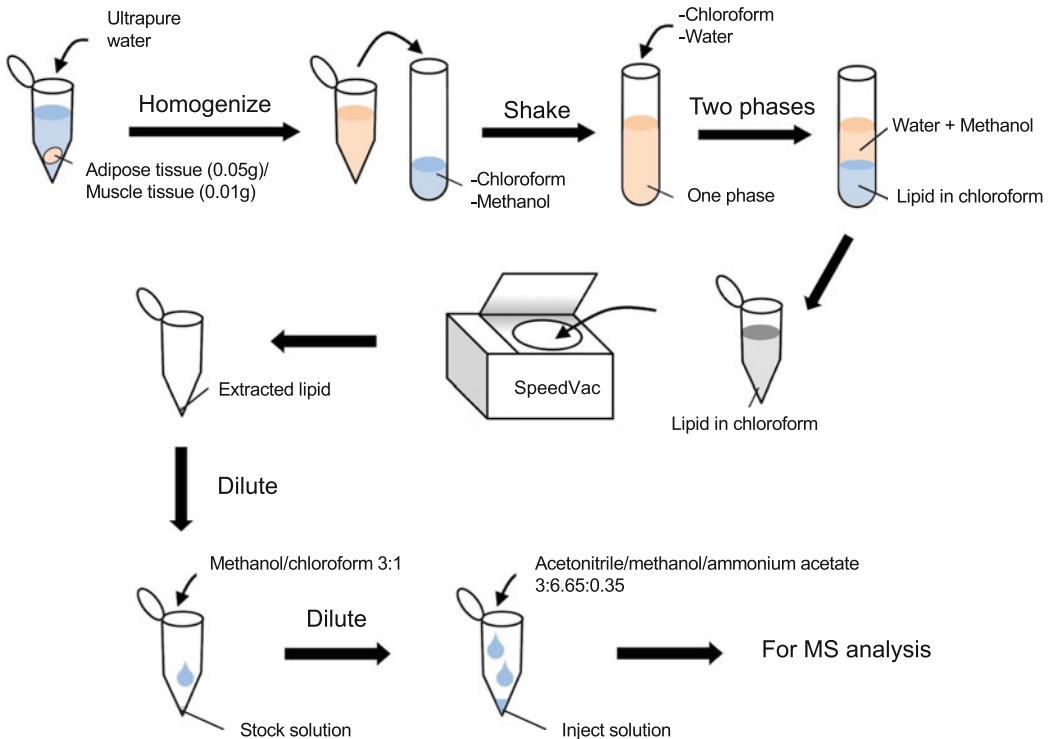 Ultrapure
water
Homogenize
Adipose tissue (0.05g)/
Muscle tissue (0.01g)
-Chloroform
-Methanol
Shake
-Chloroform
-Water
One phase
Two phases
Water + Methanol
Lipid in chloroform
Lipid in chloroform
SpeedVac
Extracted lipid
Dilute
Methanol/chloroform 3:1
Stock solution
Dilute
Acetonitrile/methanol/ammonium acetate
3:6.65:0.35
Inject solution
For MS analysis